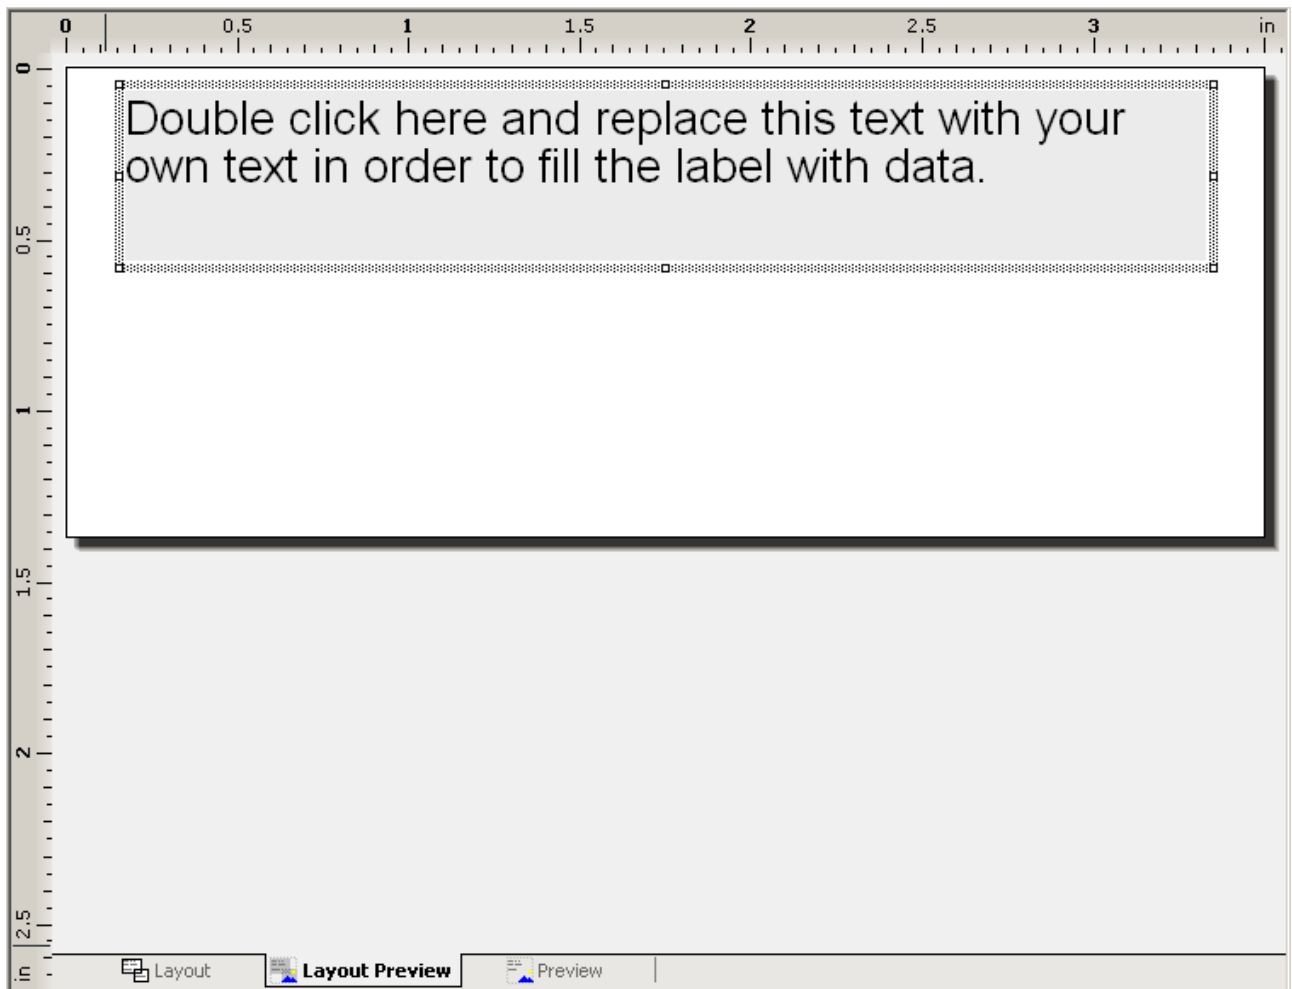 0 0.5 1 1.5 2 2.5 3 in
0
Double click here and replace this text with your
own text in order to fill the label with data.
0.5
1
1.5
2
2.5
in
Layout Layout Preview Preview